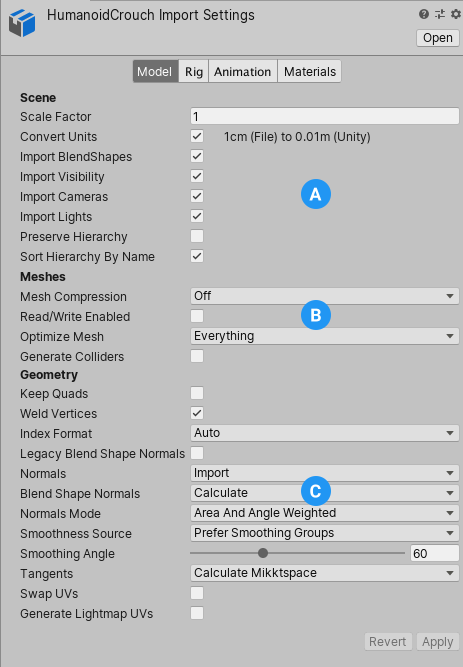 HumanoidCrouch Import Settings
Open
Model Rig Animation Materials
Scene
Scale Factor 1
Convert Units 1cm (File) to 0.01m (Unity)
Import BlendShapes
Import Visibility
A
Import Cameras
Import Lights
Preserve Hierarchy
Sort Hierarchy By Name
Meshes
Mesh Compression Off
Read/Write Enabled B
Optimize Mesh Everything
Generate Colliders
Geometry
Keep Quads
Weld Vertices
Index Format Auto
Legacy Blend Shape Normals
Normals Import
Blend Shape Normals Calculate C
Normals Mode Area And Angle Weighted
Smoothness Source Prefer Smoothing Groups
Smoothing Angle 60
Tangents Calculate Mikktspace
Swap UVs
Generate Lightmap UVs
Revert Apply